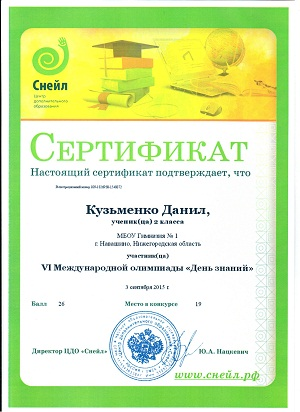 Снейл
Центр
дополнительного
образования
СЕРТИФИКАТ
Настоящий сертификат подтверждает, что
Кузьменко Данил,
ученик(ца) 2 класса
МБОУ Гимназия № 1
г. Навашино, Нижегородская область
участник(ца)
VI Международной олимпиады «День знаний»
3 сентября 2015 г.
Балл 26 Место в конкурсе 19
Директор ЦДО «Снейл» Ю.А. Нацкевич
www.снейл.рф